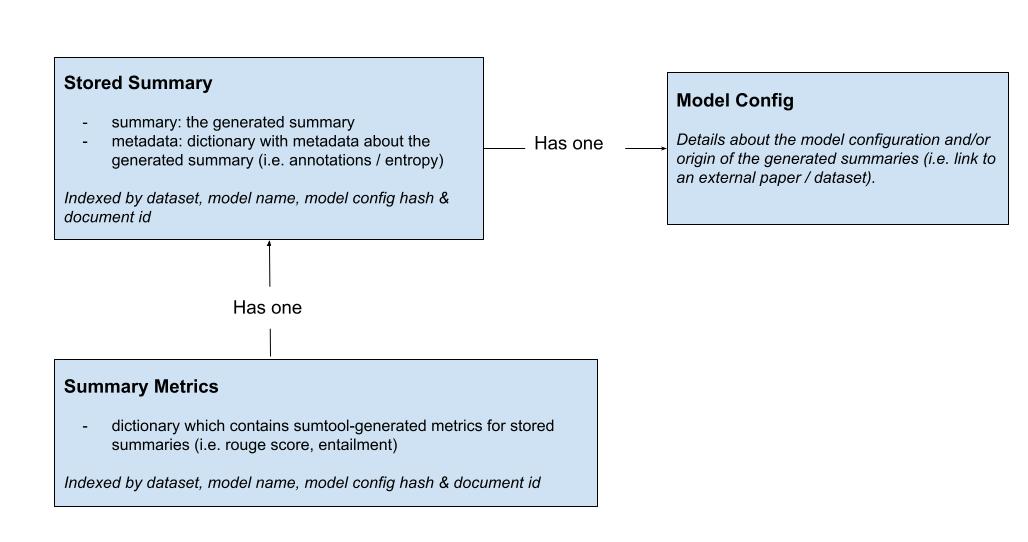 Stored Summary
- summary: the generated summary
- metadata: dictionary with metadata about the
generated summary (i.e. annotations / entropy)
Indexed by dataset, model name, model config hash &
document id
Has one
Model Config
Details about the model configuration and/or
origin of the generated summaries (i.e. link to
an external paper / dataset).
Has one
Summary Metrics
- dictionary which contains sumtool-generated metrics for stored
summaries (i.e. rouge score, entailment)
Indexed by dataset, model name, model config hash & document id